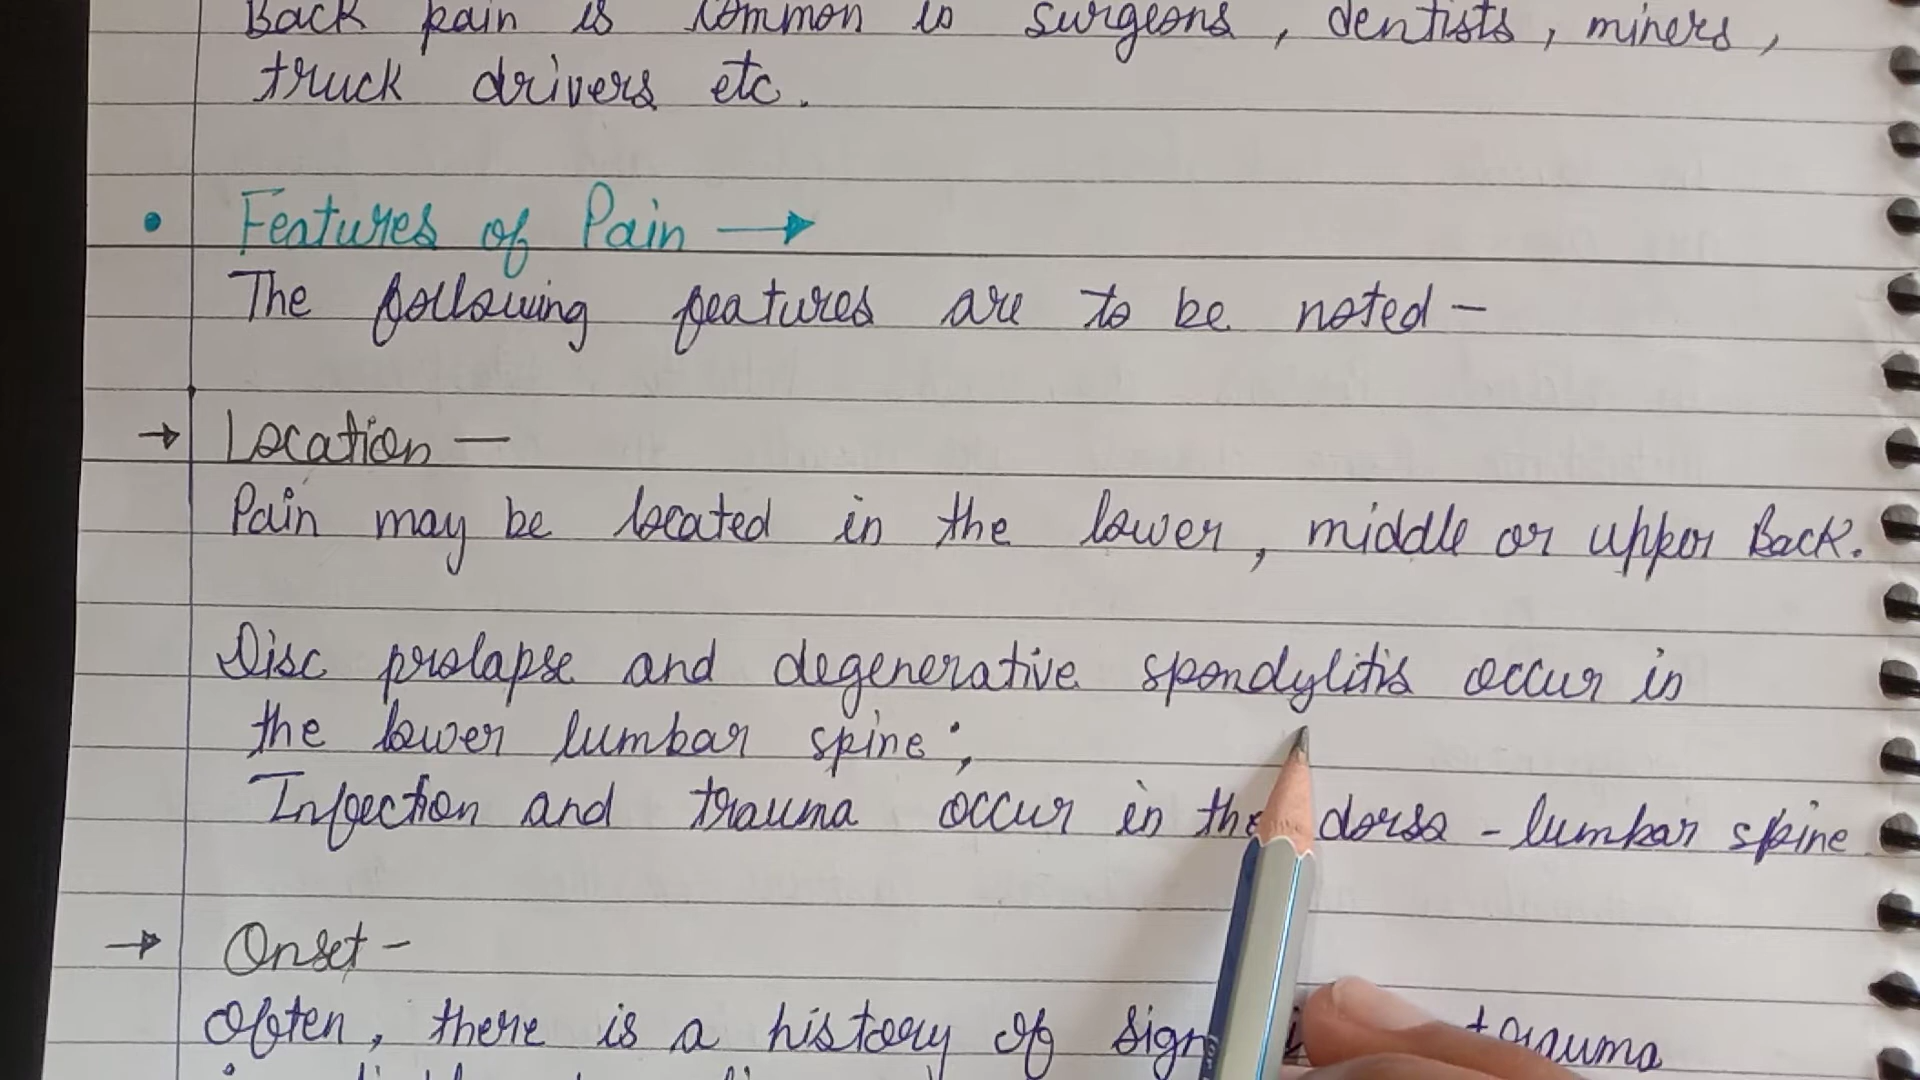 Back pain is common in surgeons, dentists, miners,
truck drivers etc.
• Features of Pain →
The following features are to be noted -
→ Location -
Pain may be located in the lower, middle or upper Back.
Disc prolapse and degenerative spondylitis occur in
the lower lumbar spine;
Infection and trauma occur in the dorso - lumbar spine
→ Onset -
Often, there is a history of trauma